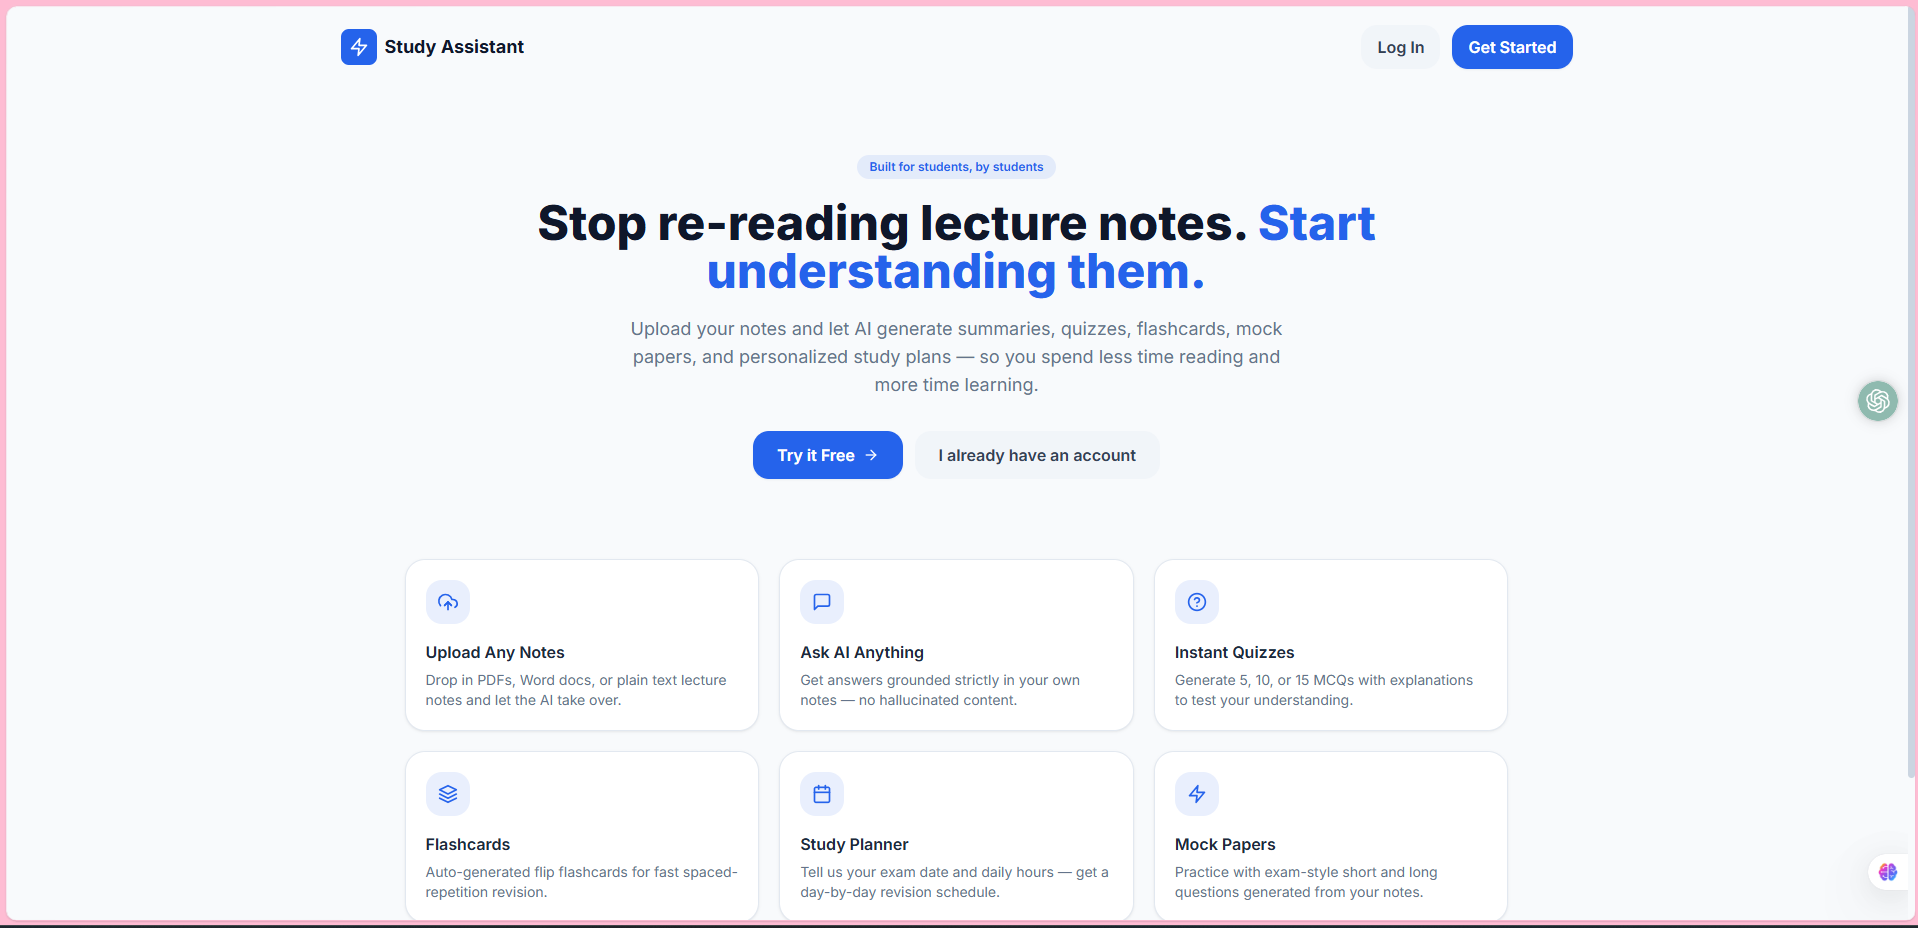 Study Assistant
Log In
Get Started
Built for students, by students
Stop re-reading lecture notes. Start
understanding them.
Upload your notes and let AI generate summaries, quizzes, flashcards, mock
papers, and personalized study plans — so you spend less time reading and
more time learning.
Try it Free →
I already have an account
Upload Any Notes
Drop in PDFs, Word docs, or plain text lecture
notes and let the AI take over.
Ask AI Anything
Get answers grounded strictly in your own
notes — no hallucinated content.
Instant Quizzes
Generate 5, 10, or 15 MCQs with explanations
to test your understanding.
Flashcards
Auto-generated flip flashcards for fast spaced-
repetition revision.
Study Planner
Tell us your exam date and daily hours — get a
day-by-day revision schedule.
Mock Papers
Practice with exam-style short and long
questions generated from your notes.